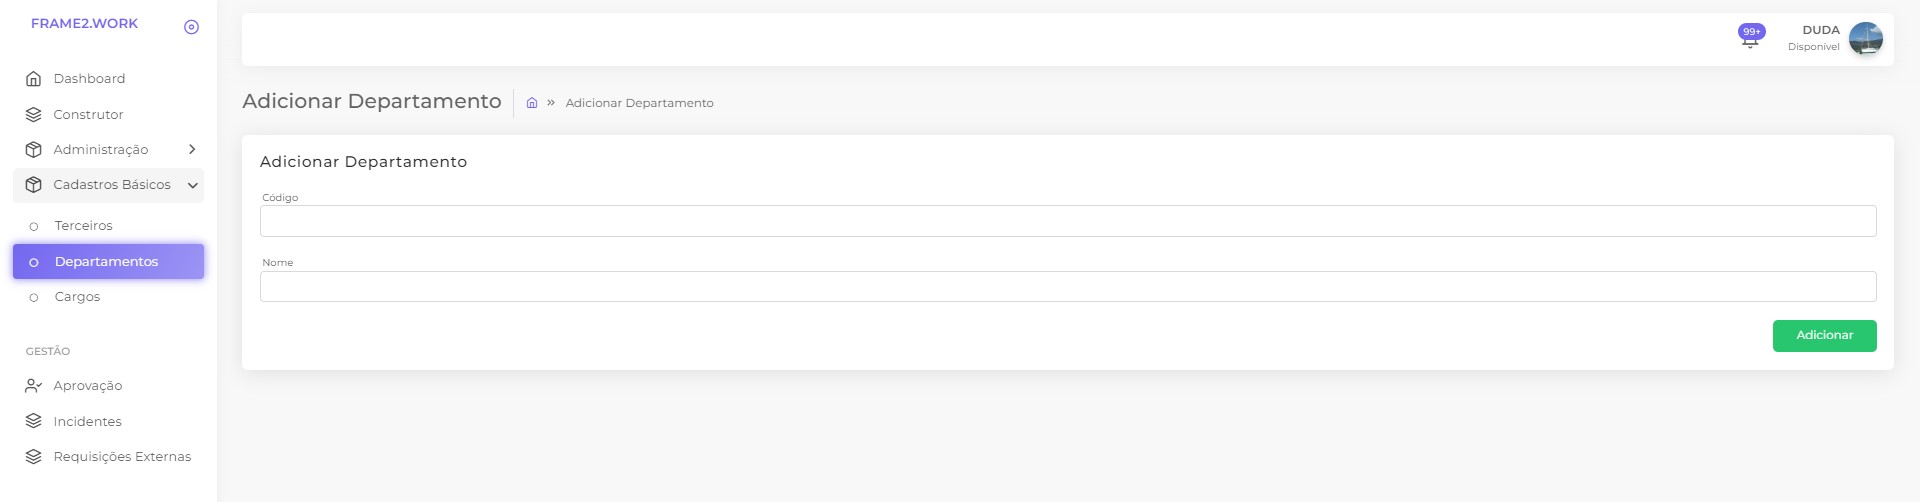 FRAME2.WORK
Dashboard
Construtor
Administração
Cadastros Básicos
Terceiros
Departamentos
Cargos
GESTÃO
Aprovação
Incidentes
Requisições Externas
99+
DUDA
Disponível
Adicionar Departamento
» Adicionar Departamento
Adicionar Departamento
Código
Nome
Adicionar